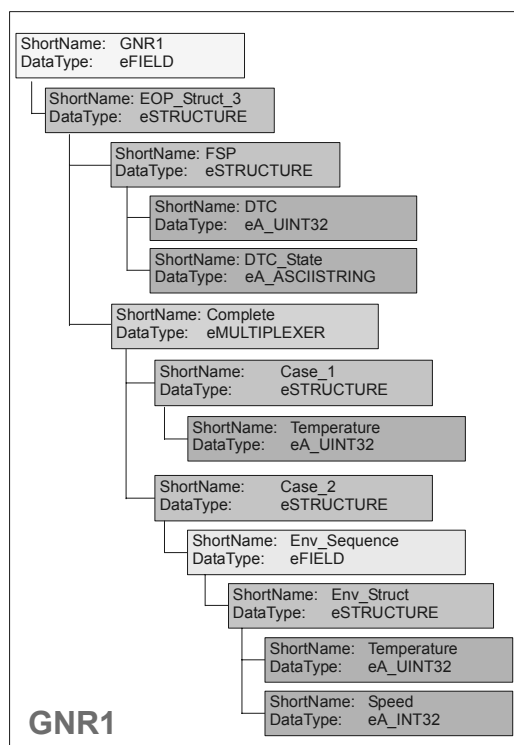 ShortName: GNR1
DataType: eFIELD
ShortName: EOP_Struct_3
DataType: eSTRUCTURE
ShortName: FSP
DataType: eSTRUCTURE
ShortName: DTC
DataType: eA_UINT32
ShortName: DTC_State
DataType: eA_ASCIISTRING
ShortName: Complete
DataType: eMULTIPLEXER
ShortName: Case_1
DataType: eSTRUCTURE
ShortName: Temperature
DataType: eA_UINT32
ShortName: Case_2
DataType: eSTRUCTURE
ShortName: Env_Sequence
DataType: eFIELD
ShortName: Env_Struct
DataType: eSTRUCTURE
ShortName: Temperature
DataType: eA_UINT32
ShortName: Speed
DataType: eA_INT32
GNR1